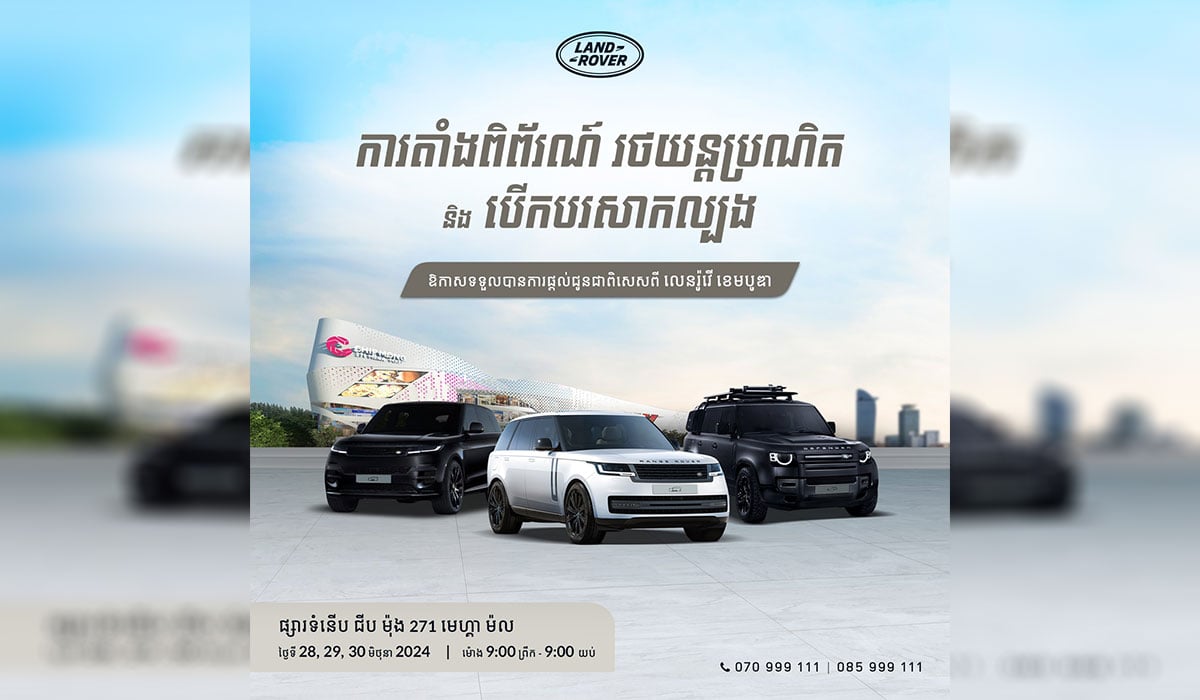 LAND
ROVER
ការតាំងពិព័រណ៍ រថយន្តប្រណិត
និង បើកបរសាកល្បង
ឱកាសទទួលបានការផ្តល់ជូនជាពិសេសពី លេនរ៉ូវើ ខេមបូឌា
RANGE ROVER
DEFENDER
ផ្សារទំនើប ជីប ម៉ុង 271 មេហ្គា ម៉ល
ថ្ងៃទី 28, 29, 30 មិថុនា 2024 | ម៉ោង 9:00 ព្រឹក - 9:00 យប់
070 999 111 | 085 999 111